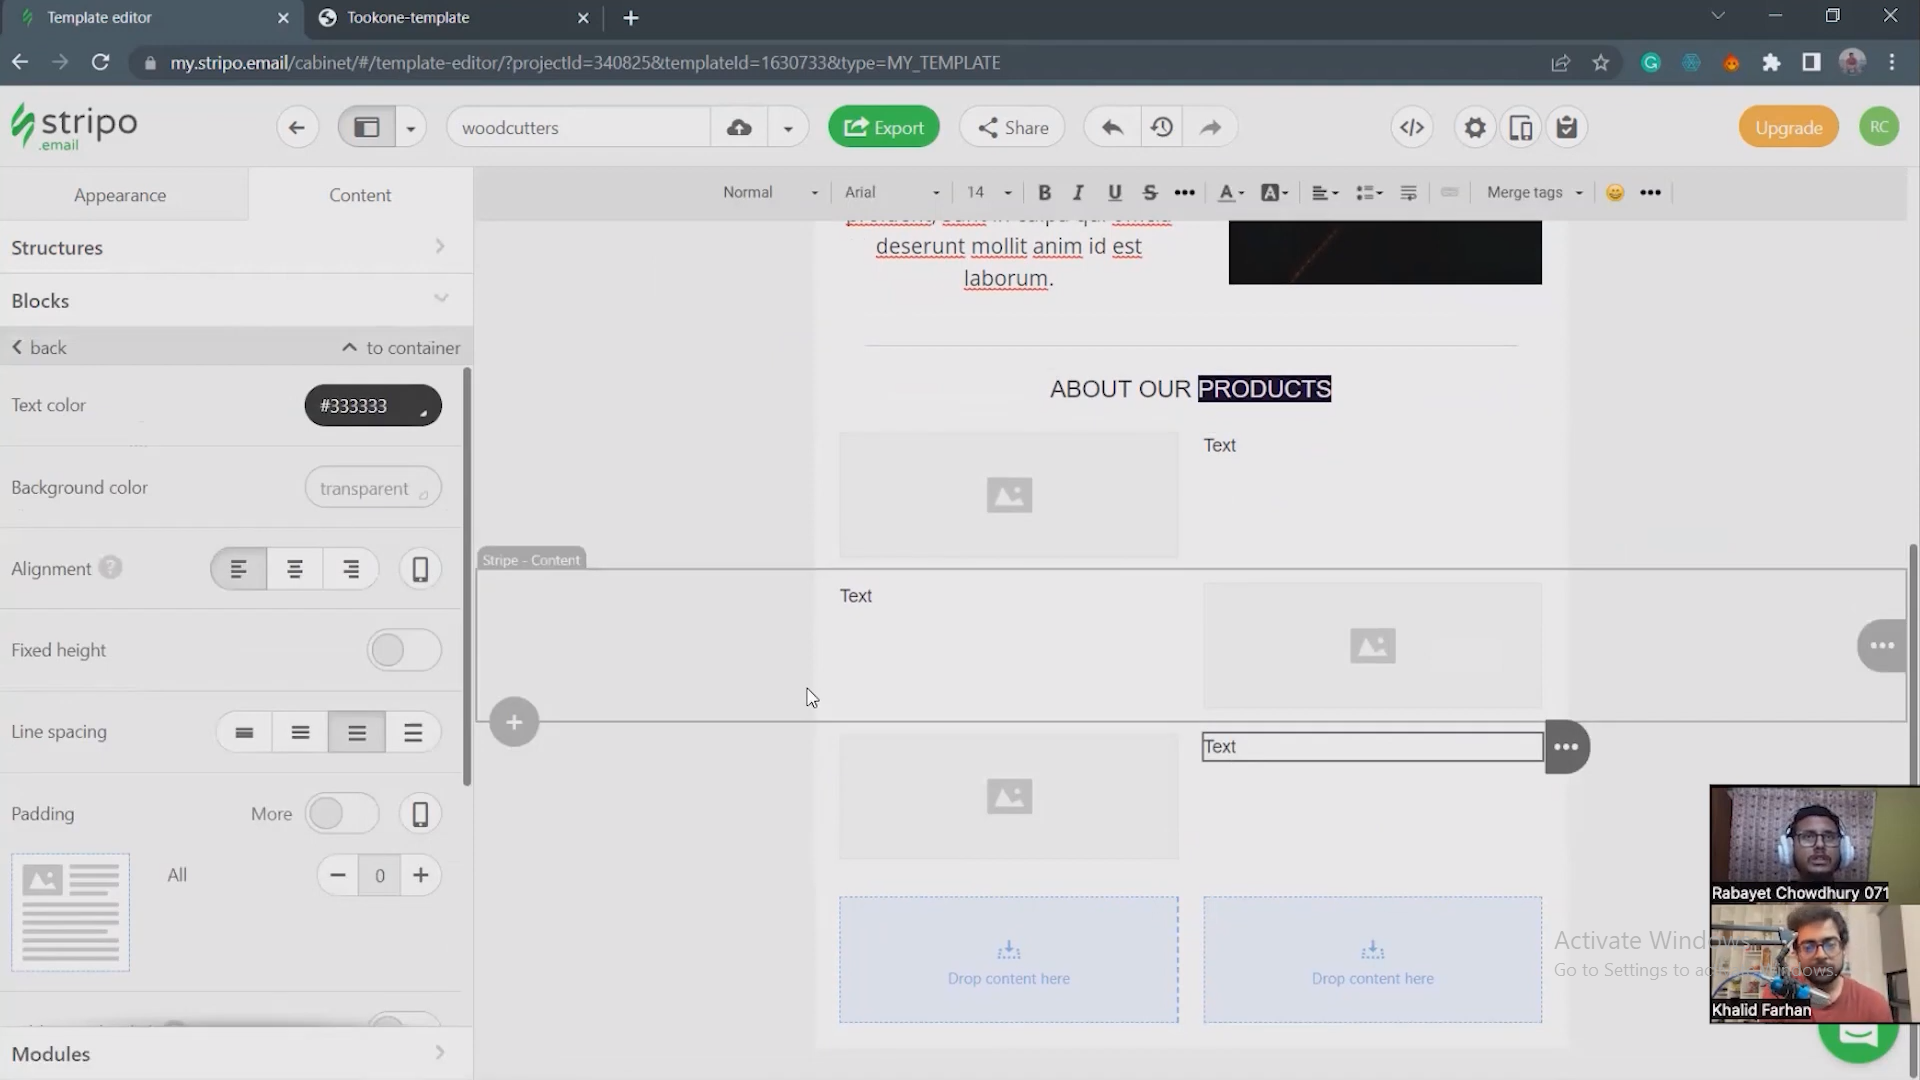 Template editor
Tookone-template
my.stripo.email/cabinet/#/template-editor/?projectId=340825&templateId=1630733&type=MY_TEMPLATE
stripo
.email
woodcutters
Export
Share
Upgrade
RC
Appearance
Content
Normal
Arial
14
B I U S
A
A
Merge tags
Structures
Blocks
back
to container
Text color
#333333
Background color
transparent
Alignment
?
Fixed height
Line spacing
Padding
More
All
0
Modules
deserunt mollit anim id est
laborum.
ABOUT OUR PRODUCTS
Text
Stripe - Content
Text
Text
Drop content here
Drop content here
Rabayet Chowdhury 071
Khalid Farhan
Activate Windows
Go to Settings to activate Windows.